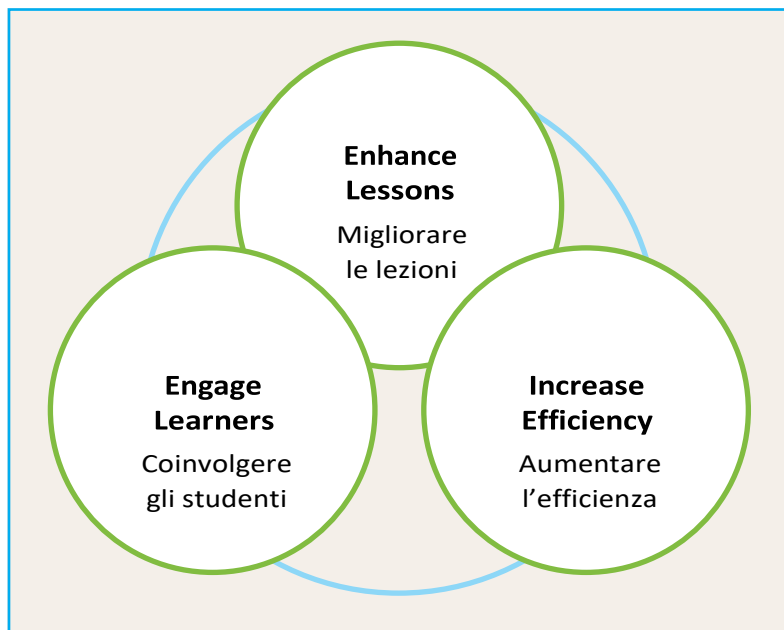 Enhance
Lessons
Migliorare
le lezioni
Engage
Learners
Coinvolgere
gli studenti
Increase
Efficiency
Aumentare
l’efficienza